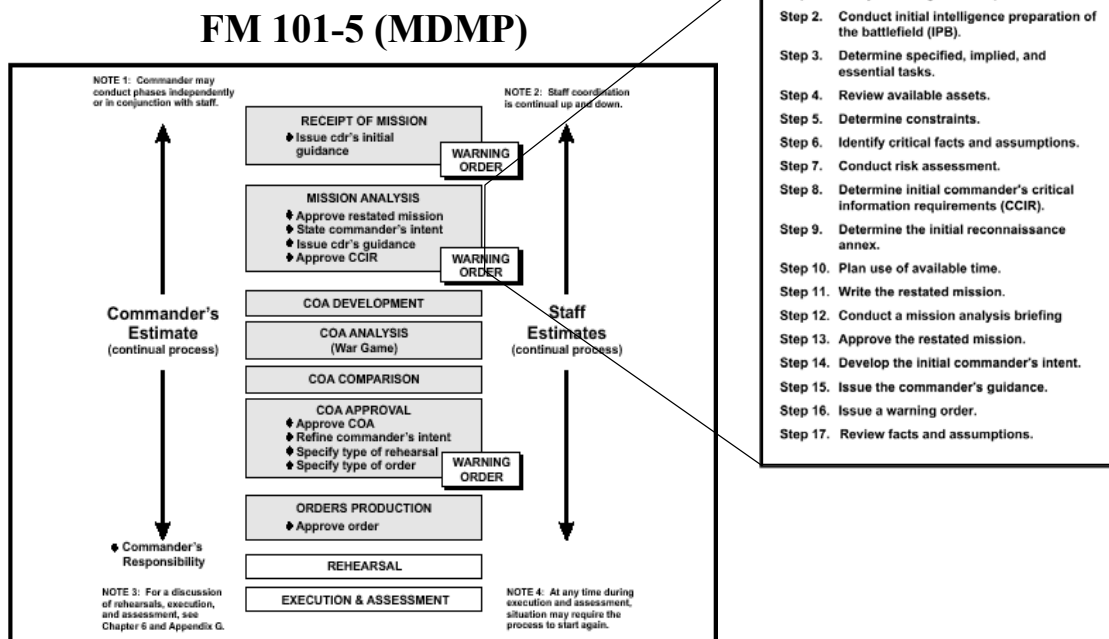 FM 101-5 (MDMP)
NOTE 1: Commander may
conduct phases independently
or in conjunction with staff.
NOTE 2: Staff coordination
is continual up and down.
RECEIPT OF MISSION
Issue cdr's initial
guidance
WARNING
ORDER
MISSION ANALYSIS
Approve restated mission
State commander's intent
Issue cdr's guidance
Approve CCIR
WARNING
ORDER
Commander's
Estimate
(continual process)
Staff
Estimates
(continual process)
COA DEVELOPMENT
COA ANALYSIS
(War Game)
COA COMPARISON
COA APPROVAL
Approve COA
Refine commander's intent
Specify type of rehearsal
Specify type of order
WARNING
ORDER
ORDERS PRODUCTION
Approve order
Commander's
Responsibility
REHEARSAL
EXECUTION & ASSESSMENT
NOTE 3: For a discussion
of rehearsals, execution,
and assessment, see
Chapter 6 and Appendix G.
NOTE 4: At any time during
execution and assessment,
situation may require the
process to start again.
Step 2. Conduct initial intelligence preparation of
the battlefield (IPB).
Step 3. Determine specified, implied, and
essential tasks.
Step 4. Review available assets.
Step 5. Determine constraints.
Step 6. Identify critical facts and assumptions.
Step 7. Conduct risk assessment.
Step 8. Determine initial commander's critical
information requirements (CCIR).
Step 9. Determine the initial reconnaissance
annex.
Step 10. Plan use of available time.
Step 11. Write the restated mission.
Step 12. Conduct a mission analysis briefing
Step 13. Approve the restated mission.
Step 14. Develop the initial commander's intent.
Step 15. Issue the commander's guidance.
Step 16. Issue a warning order.
Step 17. Review facts and assumptions.